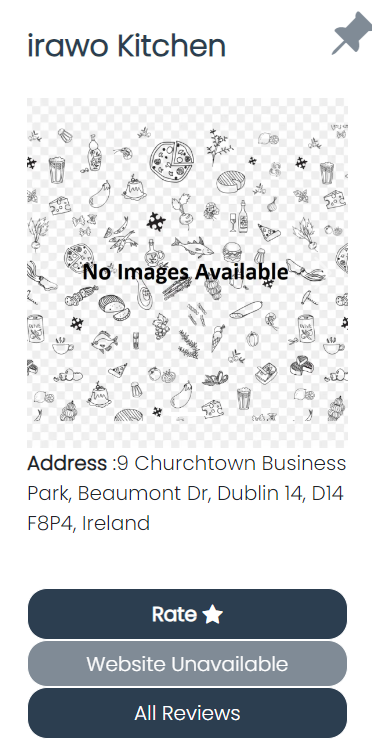 irawo Kitchen
No Images Available
Address :9 Churchtown Business
Park, Beaumont Dr, Dublin 14, D14
F8P4, Ireland
Rate
Website Unavailable
All Reviews